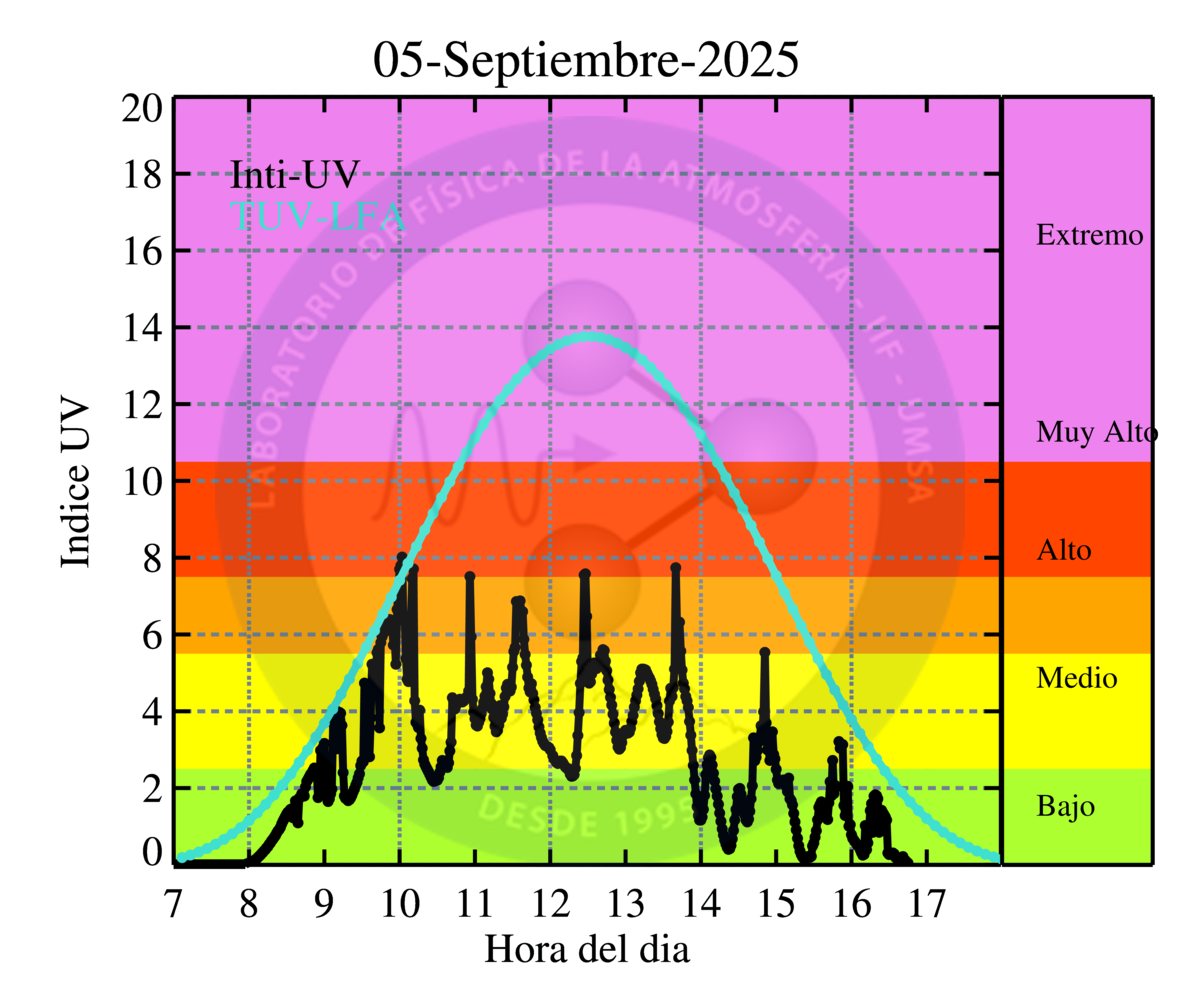 05-Septiembre-2025
Indice UV
20
18
16
14
12
10
8
6
4
2
0
Inti-UV
TUV-LFA
LABORATORIO DE FÍSICA DE LA ATMÓSFERA - IIF - UMSA
DESDE 1995
Extremo
Muy Alto
Alto
Medio
Bajo
7 8 9 10 11 12 13 14 15 16 17
Hora del dia